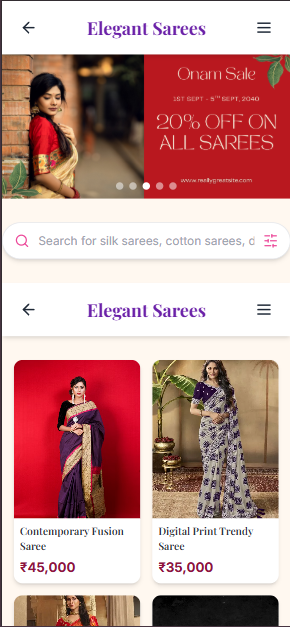 Elegant Sarees
Onam Sale
1ST SEPT - 5TH SEPT, 2040
20% OFF ON
ALL SAREES
www.reallygreatsite.com
Search for silk sarees, cotton sarees, d
Elegant Sarees
Contemporary Fusion
Saree
₹45,000
Digital Print Trendy
Saree
₹35,000